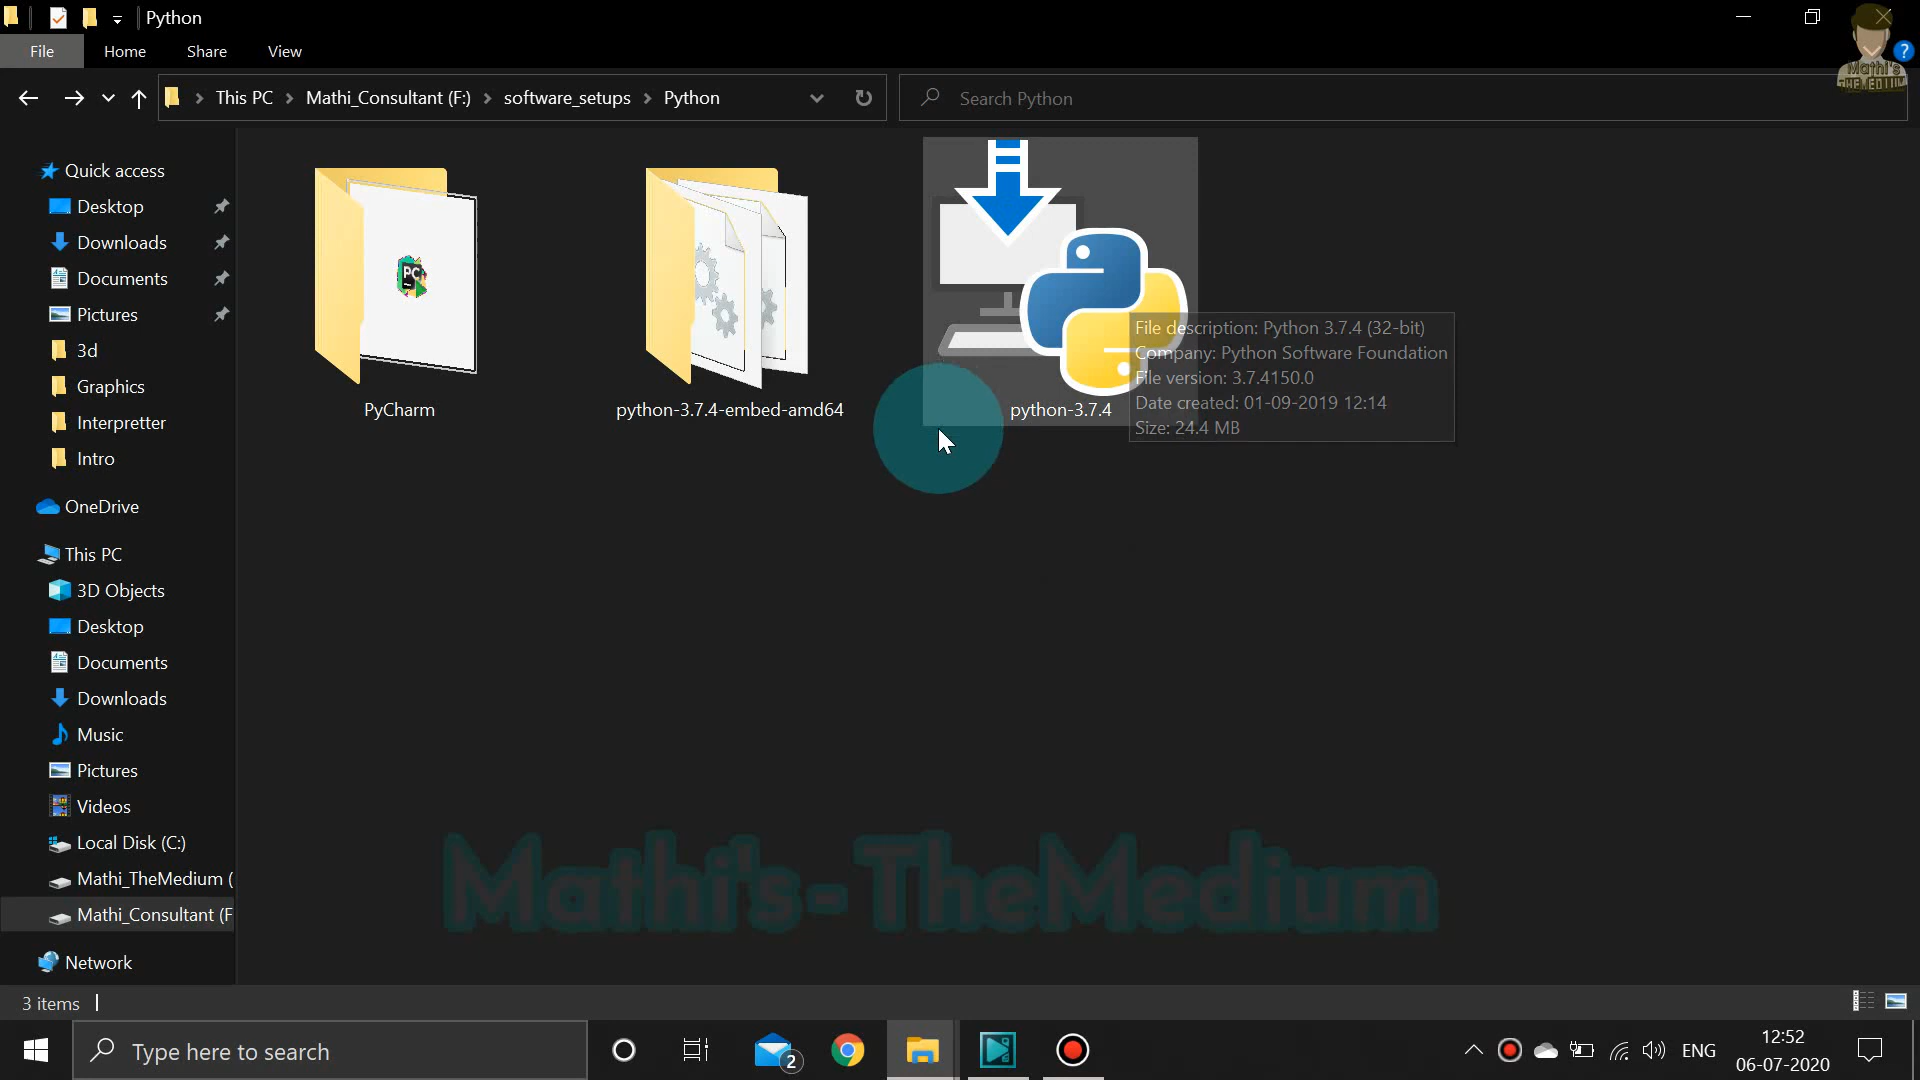 Python
File
Home
Share
View
This PC
Mathi_Consultant (F:)
software_setups
Python
Search Python
Mathi's
THEMEDIUM
Quick access
Desktop
Downloads
Documents
Pictures
3d
Graphics
Interpretter
Intro
OneDrive
This PC
3D Objects
Desktop
Documents
Downloads
Music
Pictures
Videos
Local Disk (C:)
Mathi_TheMedium (
Mathi_Consultant (F
Network
PC
PyCharm
python-3.7.4-embed-amd64
python-3.7.4
File description: Python 3.7.4 (32-bit)
Company: Python Software Foundation
File version: 3.7.4150.0
Date created: 01-09-2019 12:14
Size: 24.4 MB
Mathi's - TheMedium
3 items
Type here to search
2
ENG
12:52
06-07-2020